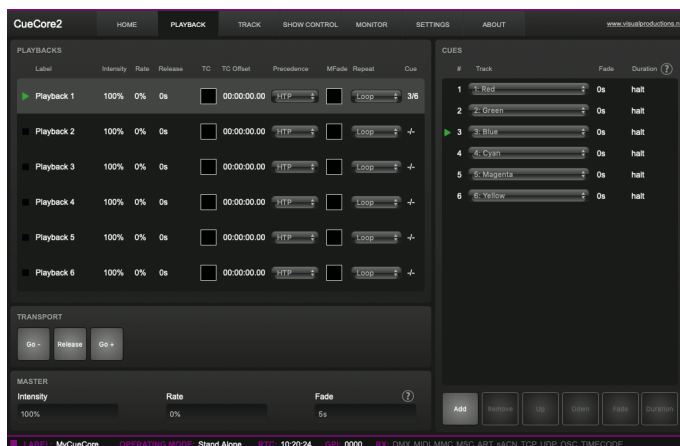 CueCore2 HOME PLAYBACK TRACK SHOW CONTROL MONITOR SETTINGS ABOUT www.visualproductions.n
PLAYBACKS
Label Intensity Rate Release TC TC Offset Precedence MFade Repeat Cue
Playback 1 100% 0% 0s 00:00:00.00 HTP Loop 3/6
Playback 2 100% 0% 0s 00:00:00.00 HTP Loop -/-
Playback 3 100% 0% 0s 00:00:00.00 HTP Loop -/-
Playback 4 100% 0% 0s 00:00:00.00 HTP Loop -/-
Playback 5 100% 0% 0s 00:00:00.00 HTP Loop -/-
Playback 6 100% 0% 0s 00:00:00.00 HTP Loop -/-
TRANSPORT
Go - Release Go +
MASTER
Intensity Rate Fade ?
100% 0% 5s
CUES
# Track Fade Duration ?
1 1: Red 0s halt
2 2: Green 0s halt
3 3: Blue 0s halt
4 4: Cyan 0s halt
5 5: Magenta 0s halt
6 6: Yellow 0s halt
Add Remove Up Down Fade Duration
LABEL: MyCueCore OPERATING MODE: Stand Alone RTC: 10:20:24 GPI: 0000 RX: DMX MIDI MMC MSC ART sACN TCP UDP OSC TIMECODE